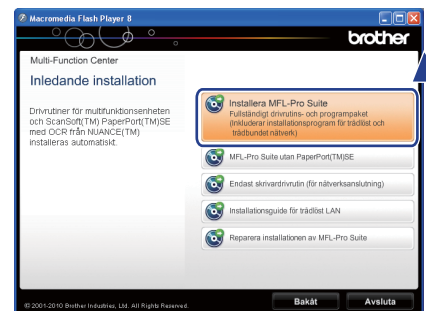 Macromedia Flash Player 8
brother
Multi-Function Center
Inledande installation
Drivrutiner för multifunktionsenheten
och ScanSoft(TM) PaperPort(TM)SE
med OCR från NUANCE(TM)
installeras automatiskt.
Installera MFL-Pro Suite
Fullständigt drivrutins- och programpaket
(Inkluderar installationsprogram för trådlöst och
trådbundet nätverk)
MFL-Pro Suite utan PaperPort(TM)SE
Endast skrivardrivrutin (för nätverksanslutning)
Installationsguide för trådlöst LAN
Reparera installationen av MFL-Pro Suite
© 2001-2010 Brother Industries, Ltd. All Rights Reserved.
Bakåt
Avsluta